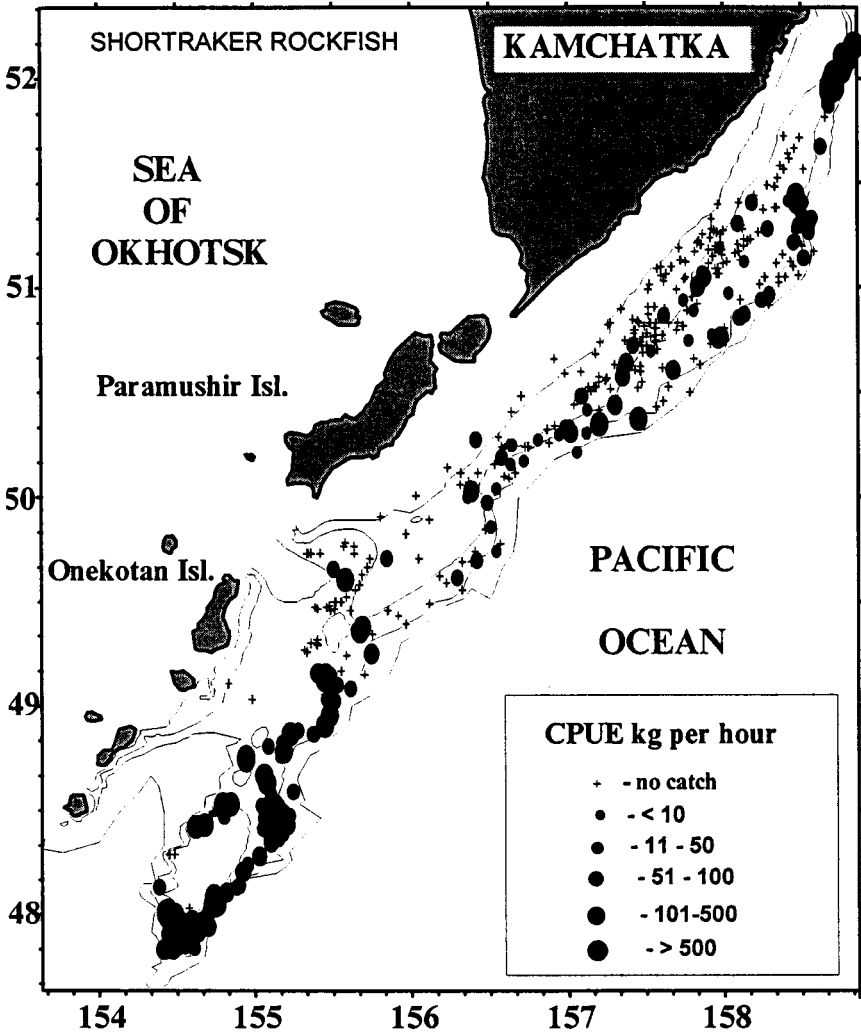 SHORTRAKER ROCKFISH
KAMCHATKA
SEA
OF
OKHOTSK
Paramushir Isl.
Onekotan Isl.
PACIFIC
OCEAN
CPUE kg per hour
+ - no catch
- < 10
- 11 - 50
- 51 - 100
- 101-500
- > 500
52
51
50
49
48
154 155 156 157 158